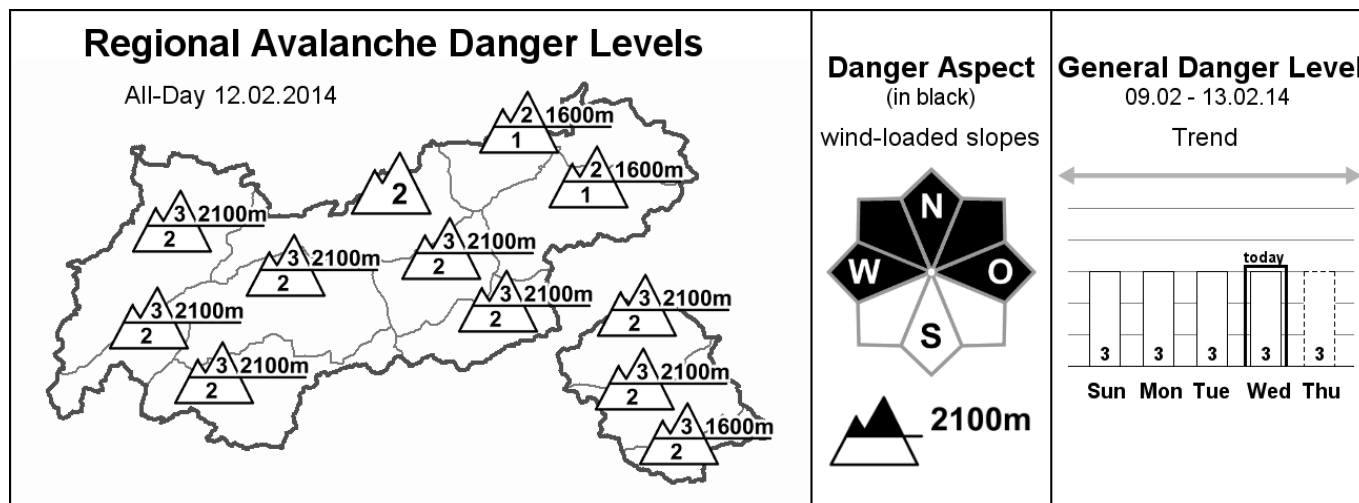 Regional Avalanche Danger Levels
All-Day 12.02.2014
2 1600m
1
2 1600m
1
2
3 2100m
2
3 2100m
2
3 2100m
2
3 2100m
2
3 2100m
2
3 2100m
2
3 2100m
2
3 2100m
2
3 1600m
2
Danger Aspect
(in black)
wind-loaded slopes
N
W
O
S
2100m
General Danger Level
09.02 - 13.02.14
Trend
today
3 3 3 3 3
Sun Mon Tue Wed Thu